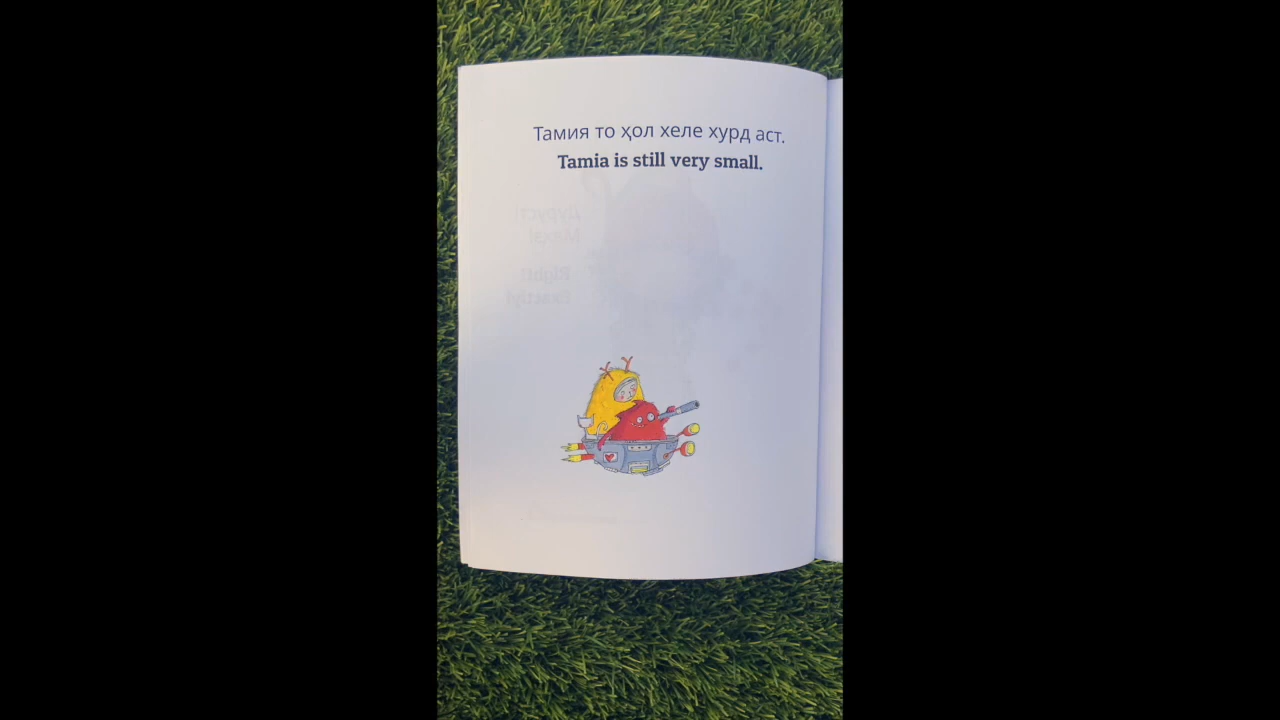 Тамия то ҳол хеле хурд аст.
Tamia is still very small.